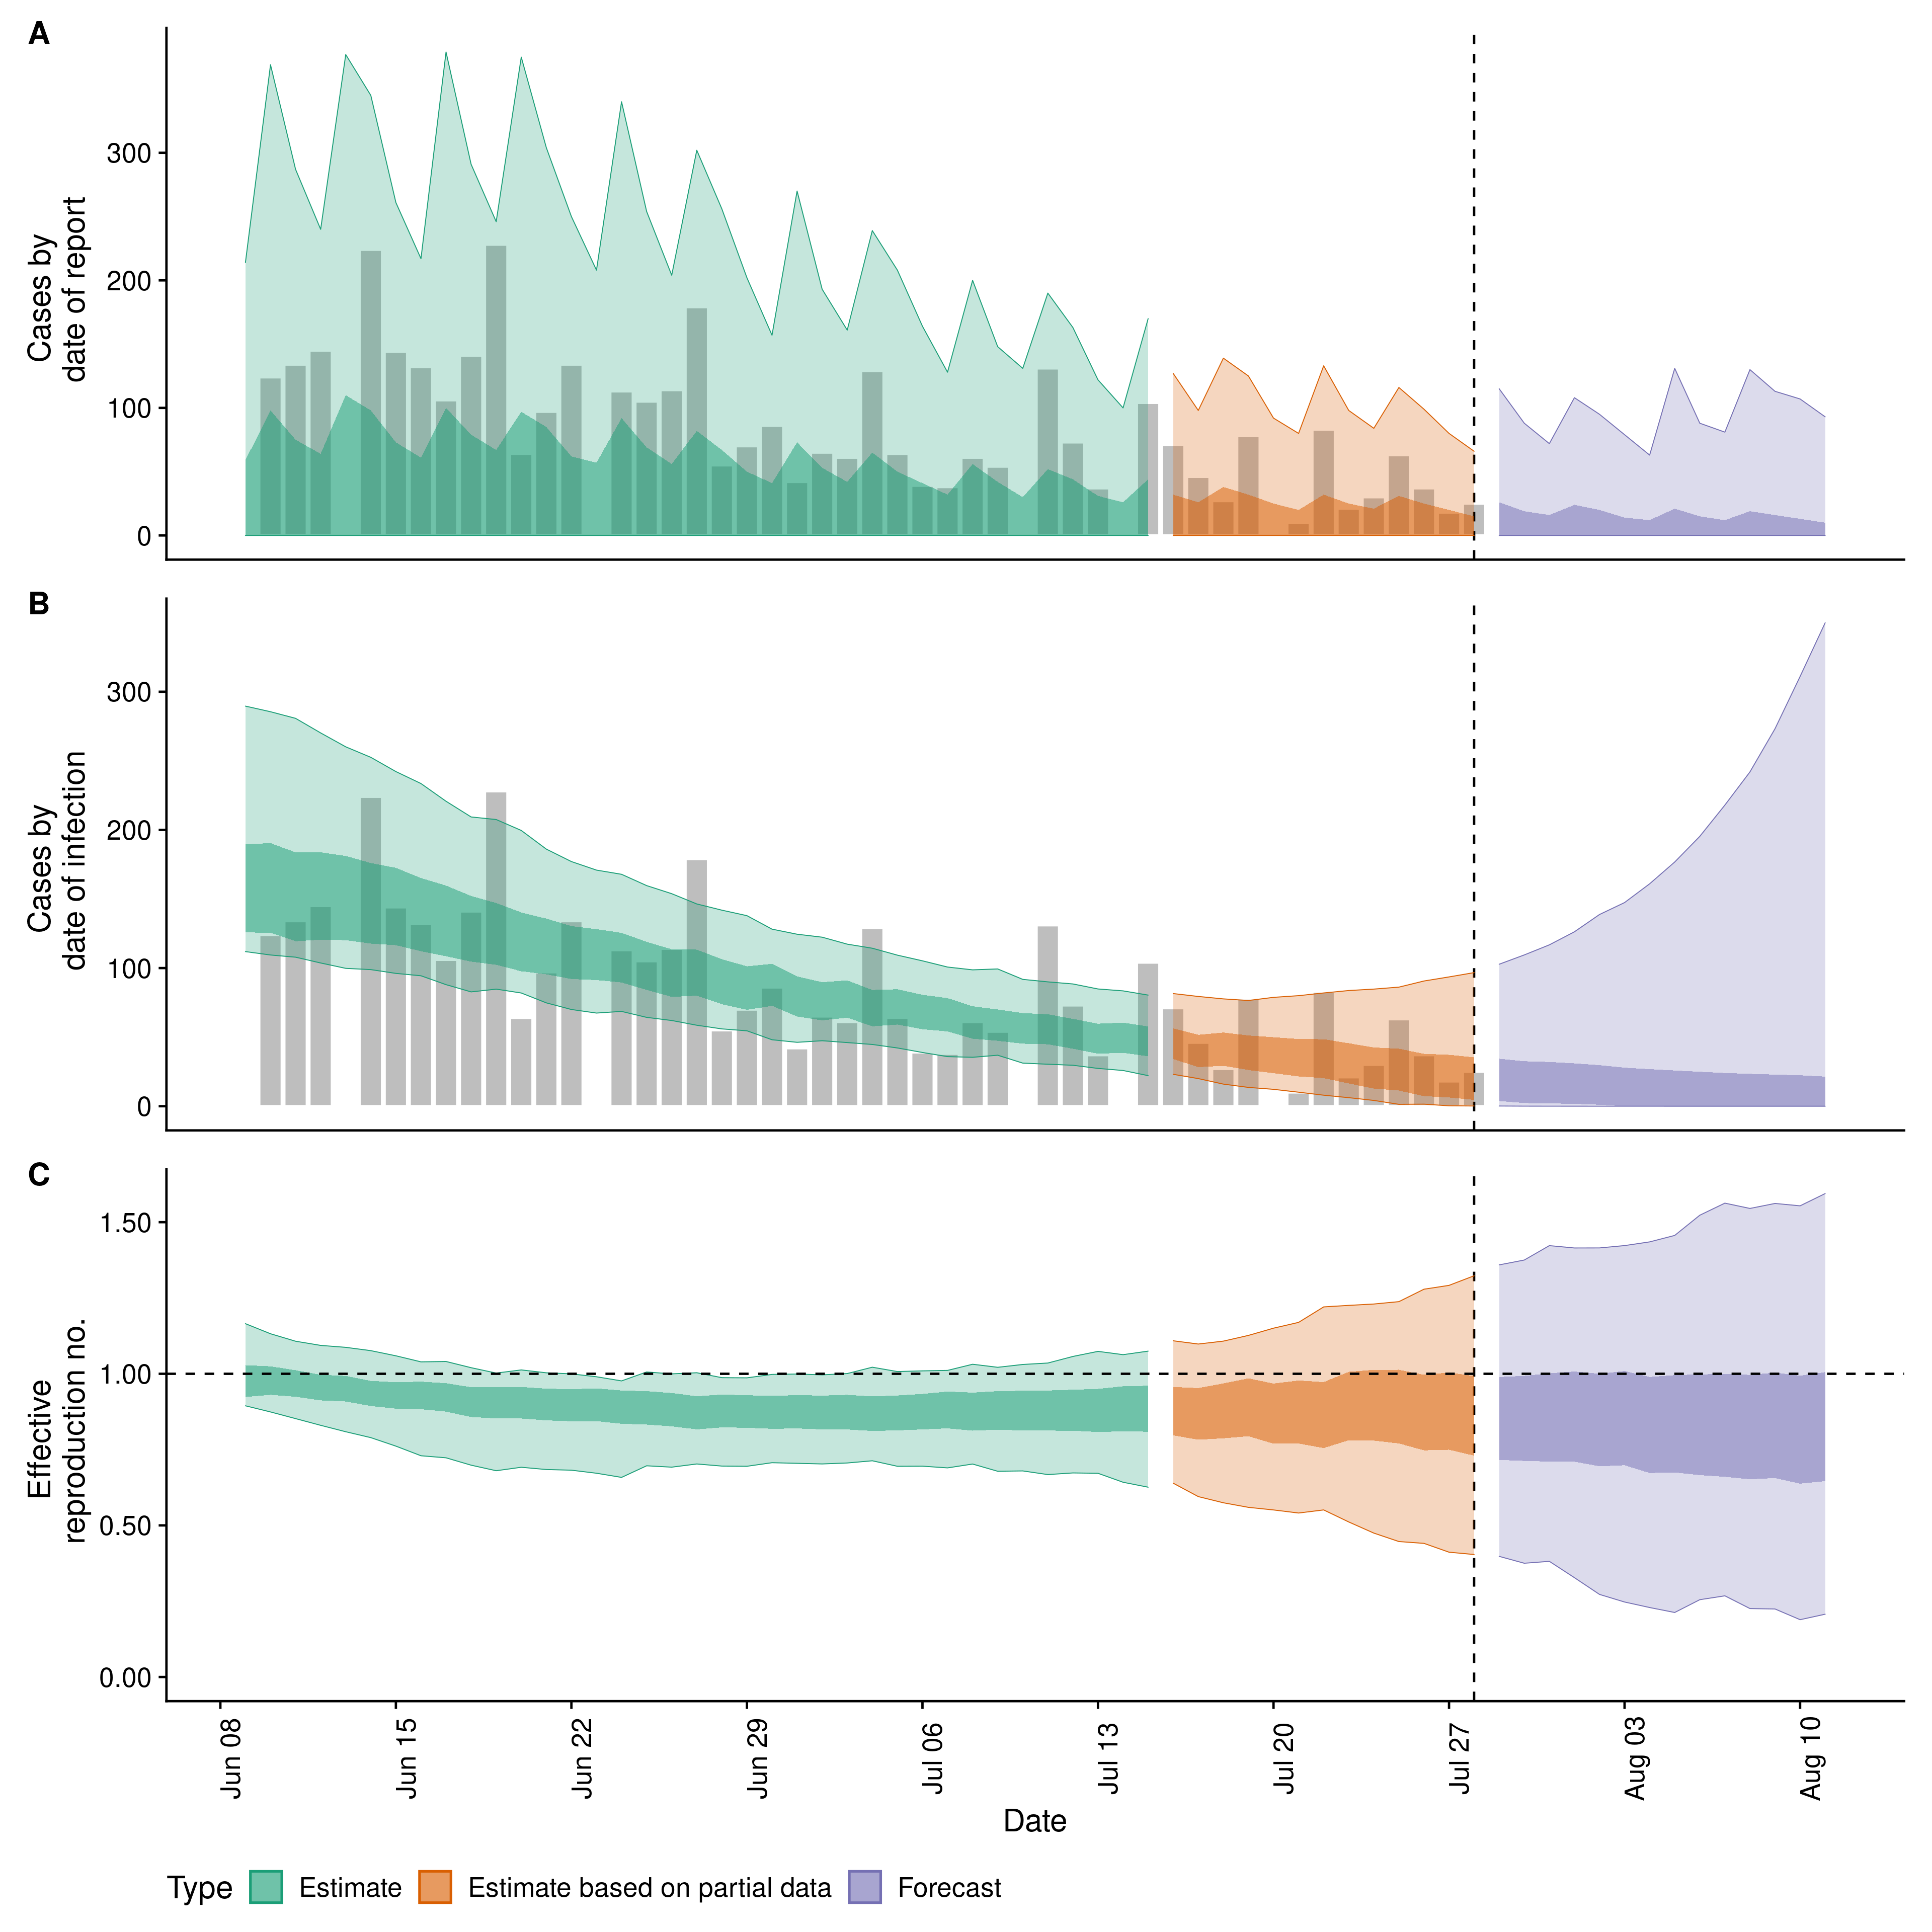 A
Cases by
date of report
300
200
100
0
B
Cases by
date of infection
300
200
100
0
C
Effective
reproduction no.
1.50
1.00
0.50
0.00
Jun 08
Jun 15
Jun 22
Jun 29
Jul 06
Jul 13
Jul 20
Jul 27
Aug 03
Aug 10
Date
Type Estimate Estimate based on partial data Forecast